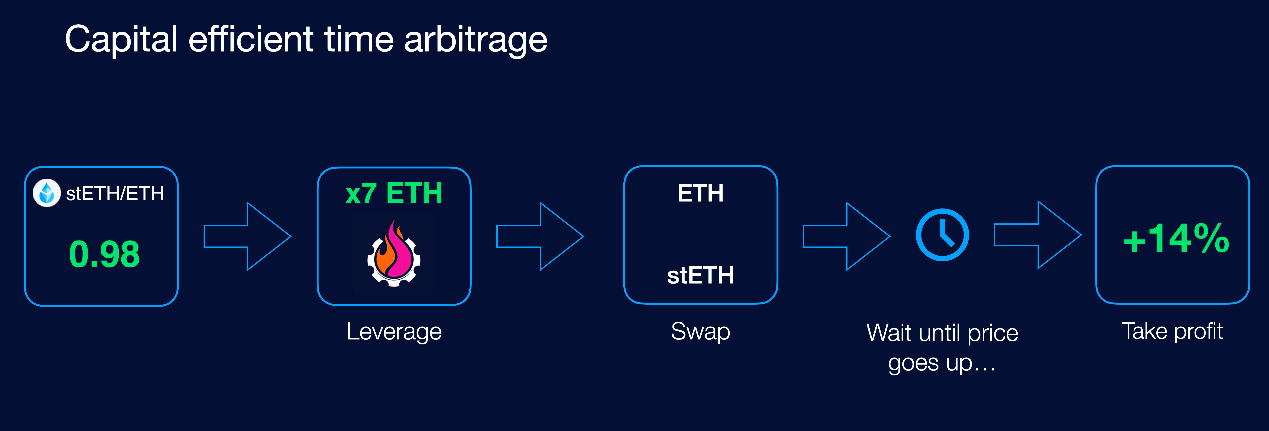 Capital efficient time arbitrage
stETH/ETH
0.98
x7 ETH
Leverage
ETH
stETH
Swap
Wait until price
goes up…
+14%
Take profit